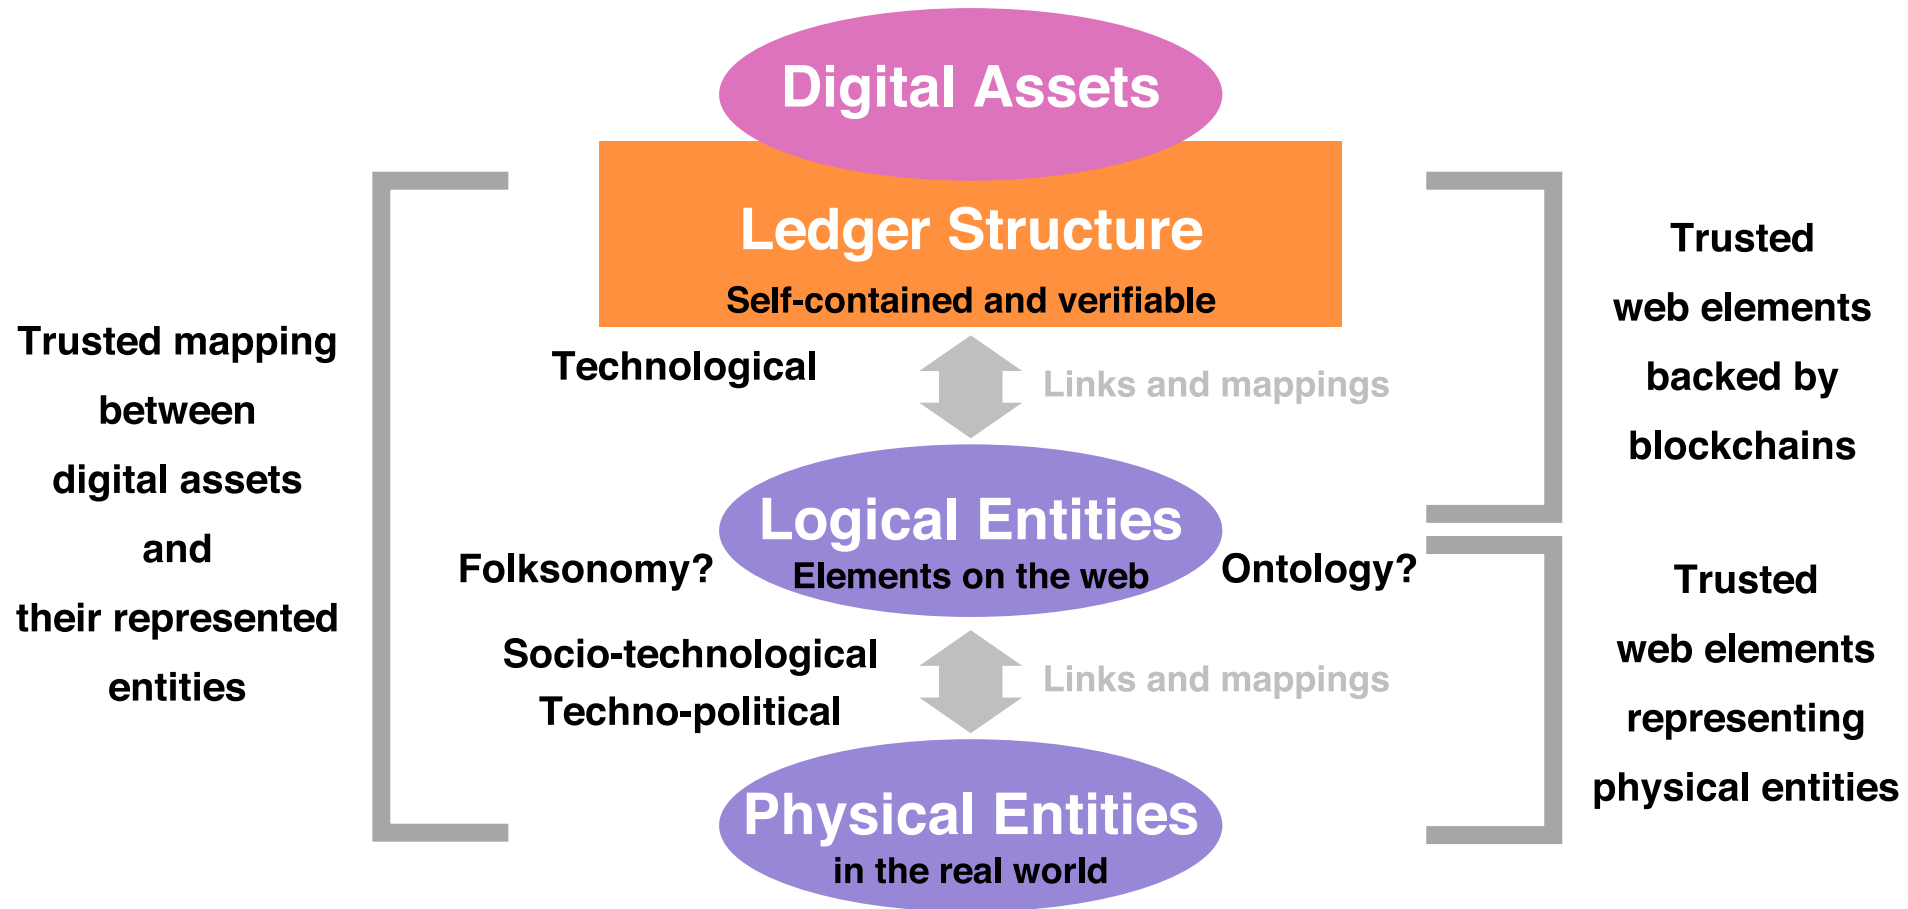 Digital Assets
Ledger Structure
Self-contained and verifiable
Technological
Links and mappings
Logical Entities
Elements on the web
Folksonomy?
Ontology?
Socio-technological
Techno-political
Links and mappings
Physical Entities
in the real world
Trusted mapping
between
digital assets
and
their represented
entities
Trusted
web elements
backed by
blockchains
Trusted
web elements
representing
physical entities